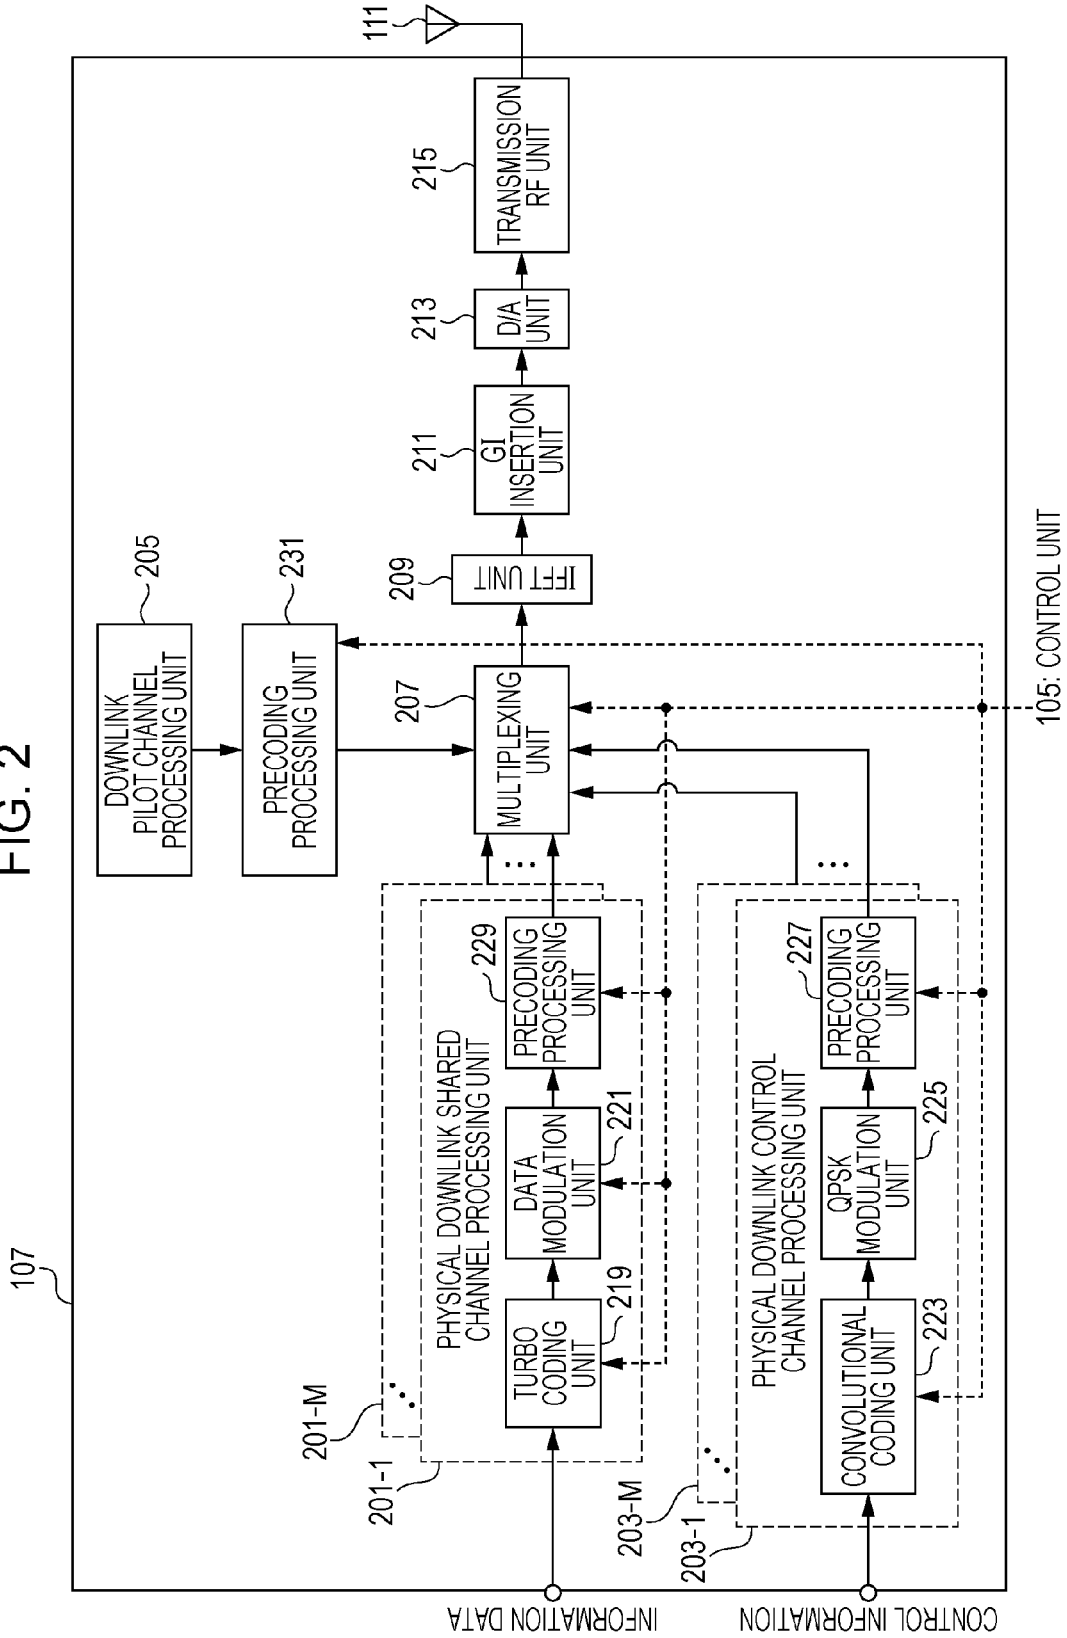 FIG. 2
107
DOWNLINK
PILOT CHANNEL
PROCESSING UNIT
205
PRECODING
PROCESSING UNIT
231
201-M
201-1
PHYSICAL DOWNLINK SHARED
CHANNEL PROCESSING UNIT
INFORMATION DATA
TURBO
CODING
UNIT
219
DATA
MODULATION
UNIT
221
PRECODING
PROCESSING
UNIT
229
MULTIPLEXING
UNIT
207
IFFT UNIT
209
GI
INSERTION
UNIT
211
D/A
UNIT
213
TRANSMISSION
RF UNIT
215
111
203-M
203-1
PHYSICAL DOWNLINK CONTROL
CHANNEL PROCESSING UNIT
CONTROL INFORMATION
CONVOLUTIONAL
CODING UNIT
223
QPSK
MODULATION
UNIT
225
PRECODING
PROCESSING
UNIT
227
105: CONTROL UNIT